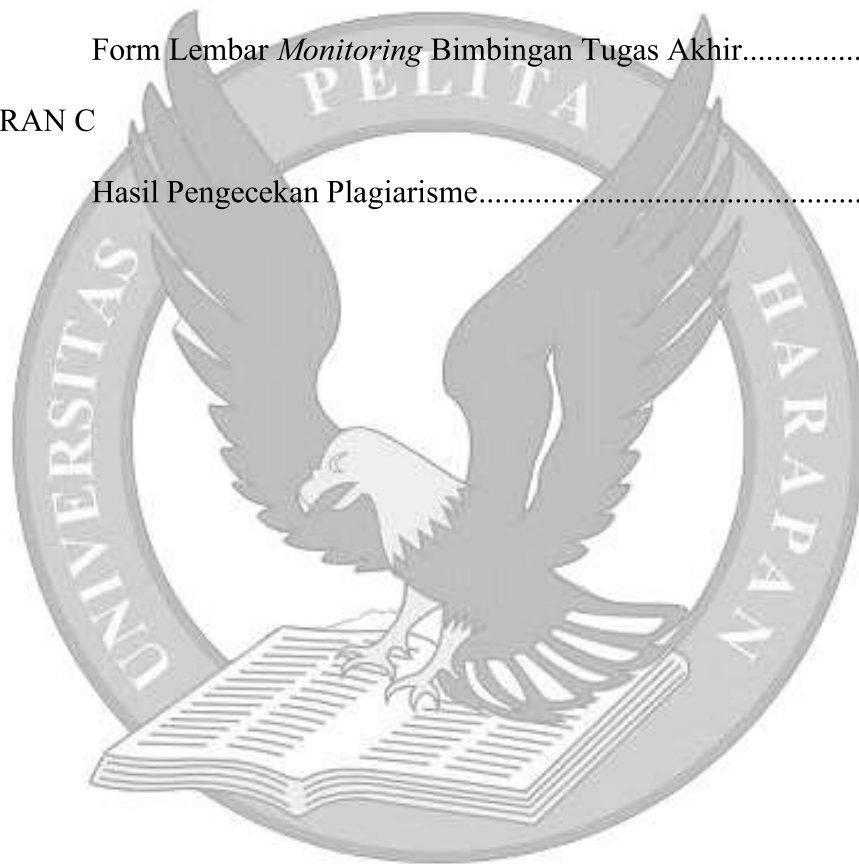 Form Lembar Monitoring Bimbingan Tugas Akhir...............
RAN C
Hasil Pengecekan Plagiarisme...............................................
UNIVERSITAS PELITA HARAPAN